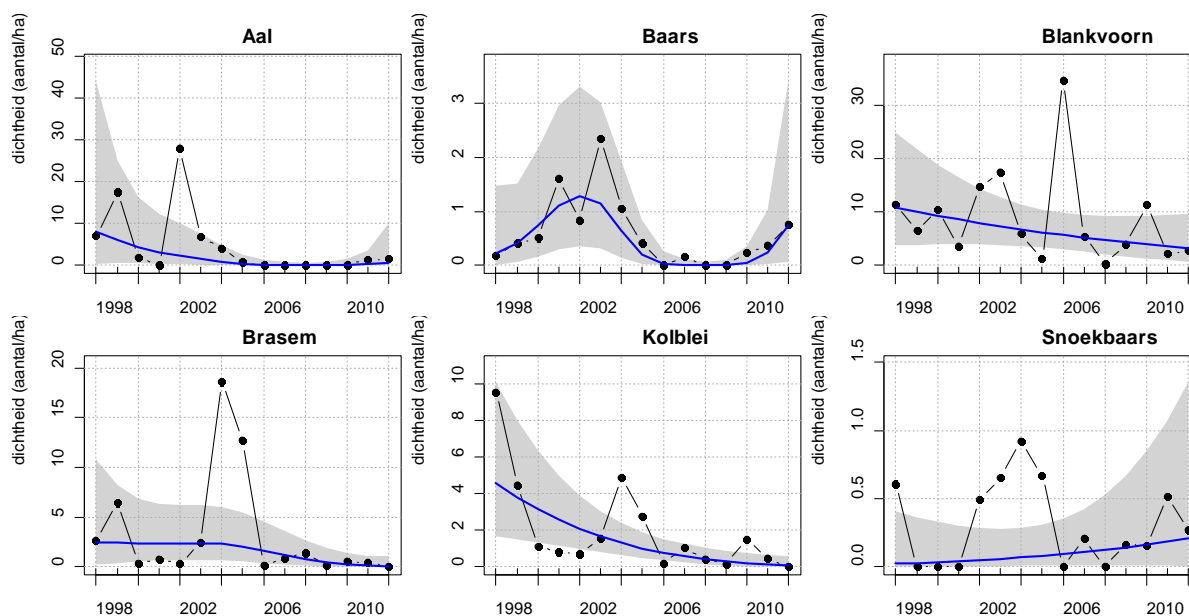 Aal
Baars
Blankvoorn
dichtheid (aantal/ha)
0 10 20 30 40 50
1998 2002 2006 2010
dichtheid (aantal/ha)
0 1 2 3
1998 2002 2006 2010
dichtheid (aantal/ha)
0 10 20 30
1998 2002 2006 2010
Brasem
Kolblei
Snoekbaars
dichtheid (aantal/ha)
0 5 10 15 20
1998 2002 2006 2010
dichtheid (aantal/ha)
0 2 4 6 8 10
1998 2002 2006 2010
dichtheid (aantal/ha)
0.0 0.5 1.0 1.5
1998 2002 2006 2010